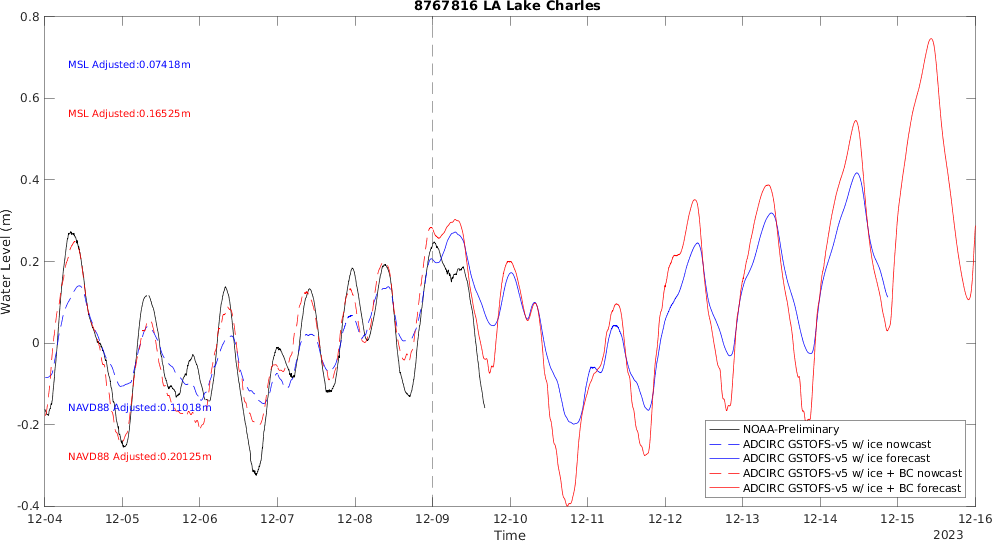 8767816 LA Lake Charles
Water Level (m)
0.8
0.6
0.4
0.2
0
-0.2
-0.4
MSL Adjusted:0.07418m
MSL Adjusted:0.16525m
NAVD88 Adjusted:0.11018m
NAVD88 Adjusted:0.20125m
NOAA-Preliminary
ADCIRC GSTOFS-v5 w/ ice nowcast
ADCIRC GSTOFS-v5 w/ ice forecast
ADCIRC GSTOFS-v5 w/ ice + BC nowcast
ADCIRC GSTOFS-v5 w/ ice + BC forecast
12-04 12-05 12-06 12-07 12-08 12-09 12-10 12-11 12-12 12-13 12-14 12-15 12-16
Time
2023